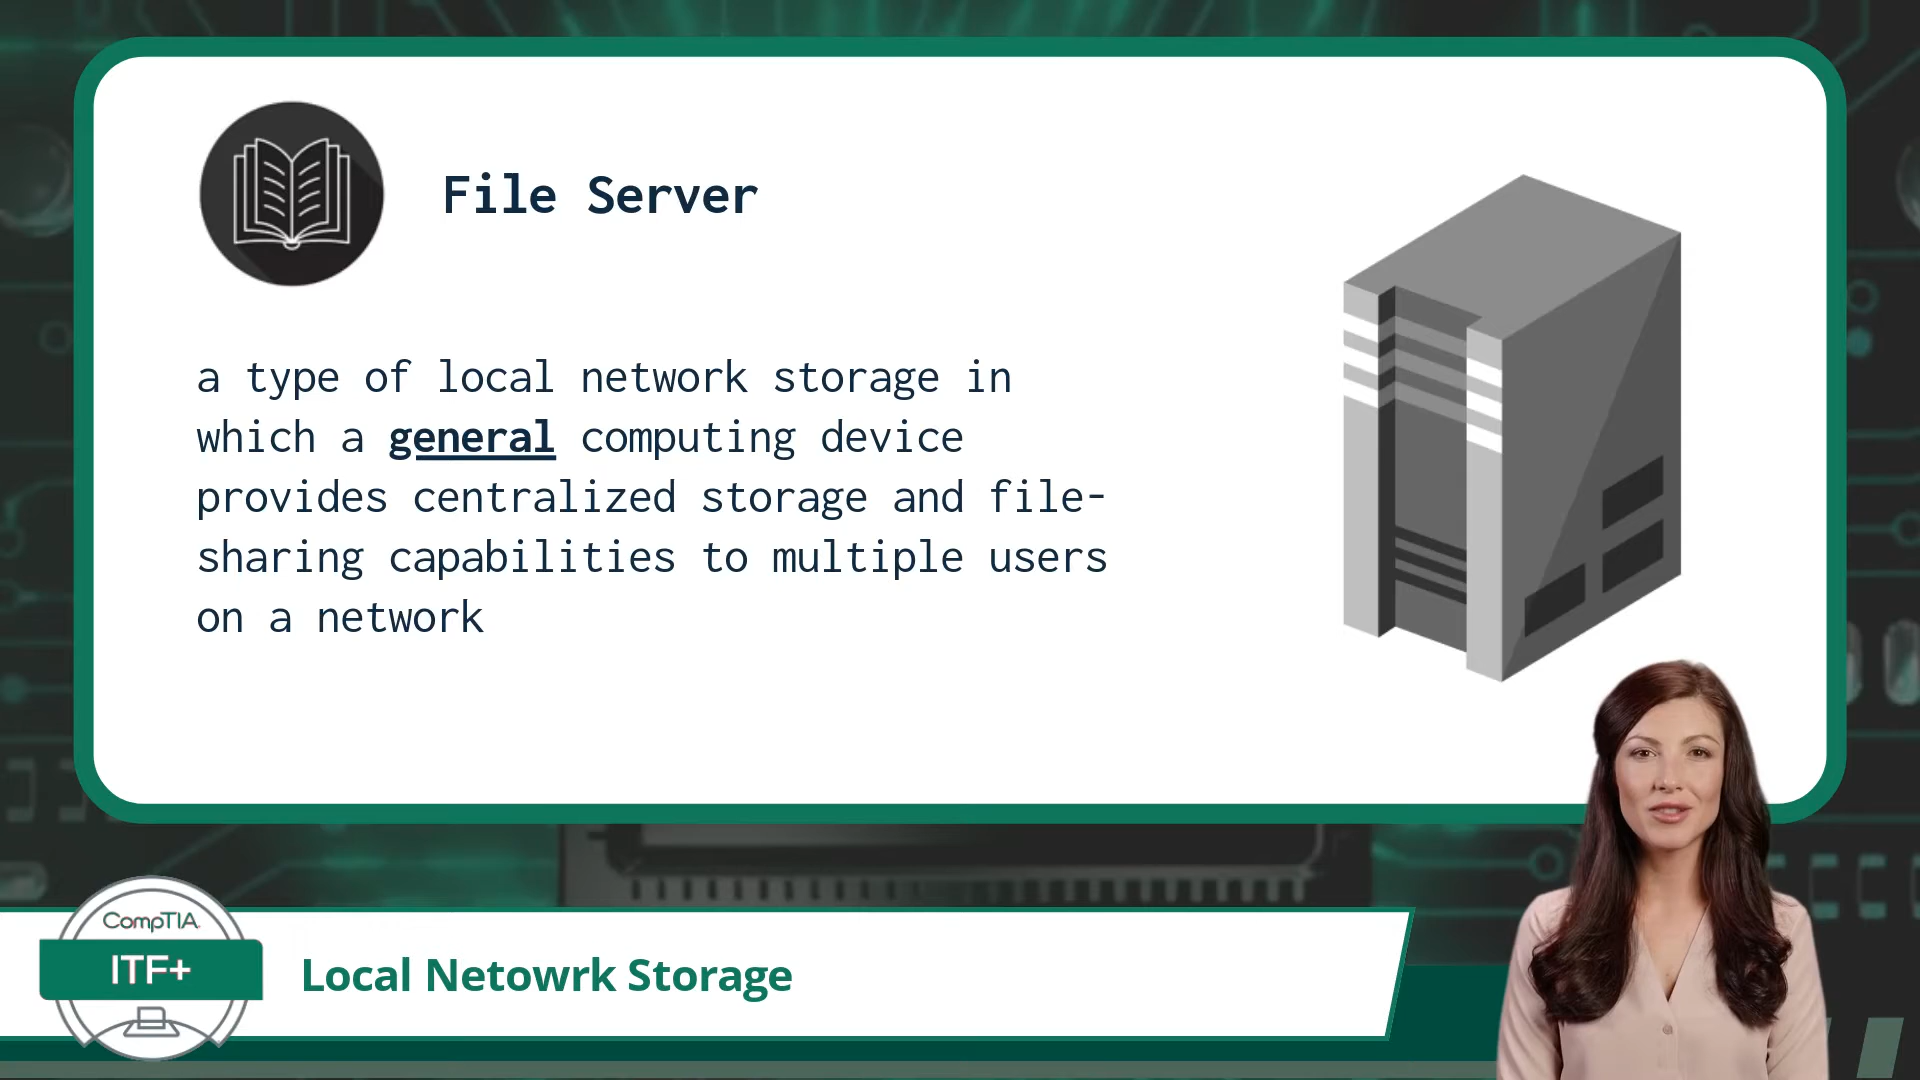 File Server
a type of local network storage in
which a general computing device
provides centralized storage and file-
sharing capabilities to multiple users
on a network
CompTIA
ITF+
Local Netowrk Storage